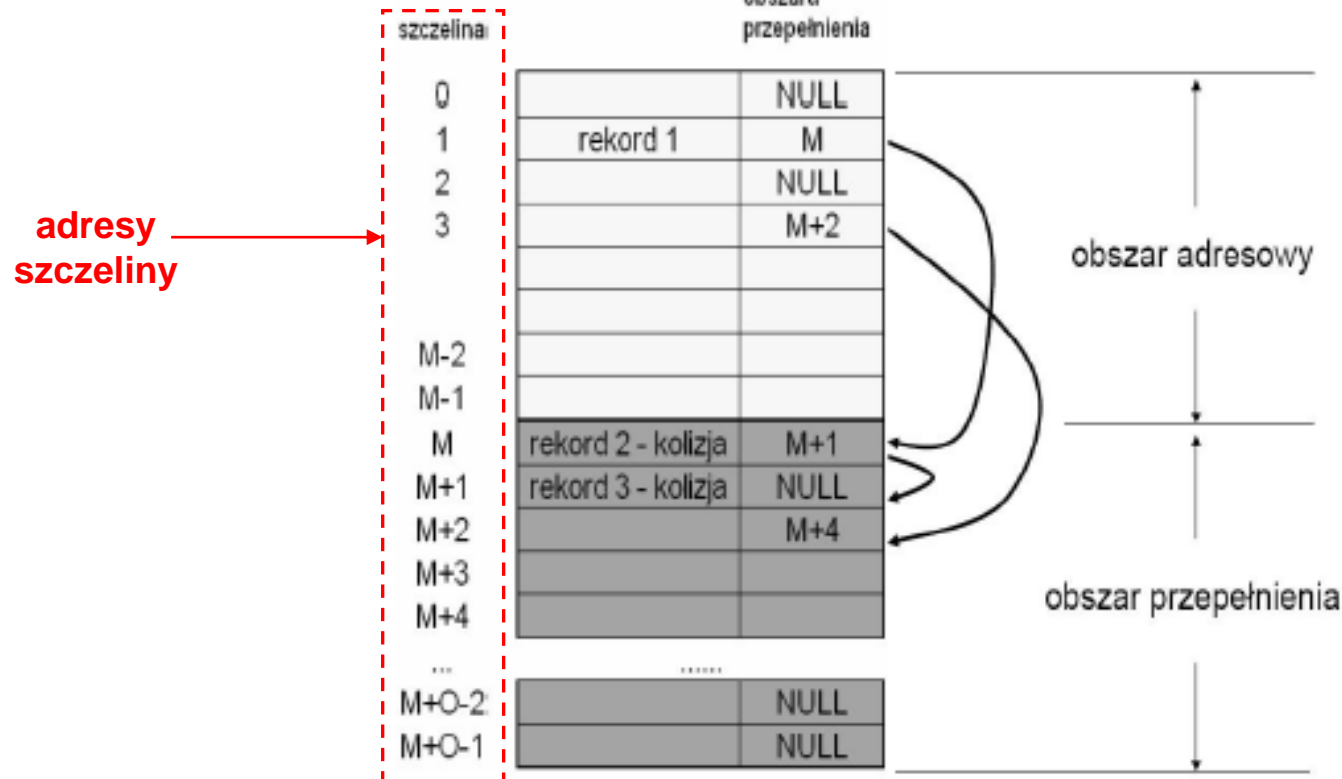 szczelina
przepełnienia
0 NULL
1 rekord 1 M
2 NULL
3 M+2
adresy
szczeliny
obszar adresowy
M-2
M-1
M rekord 2 - kolizja M+1
M+1 rekord 3 - kolizja NULL
M+2 M+4
M+3
M+4
obszar przepełnienia
... ......
M+O-2 NULL
M+O-1 NULL